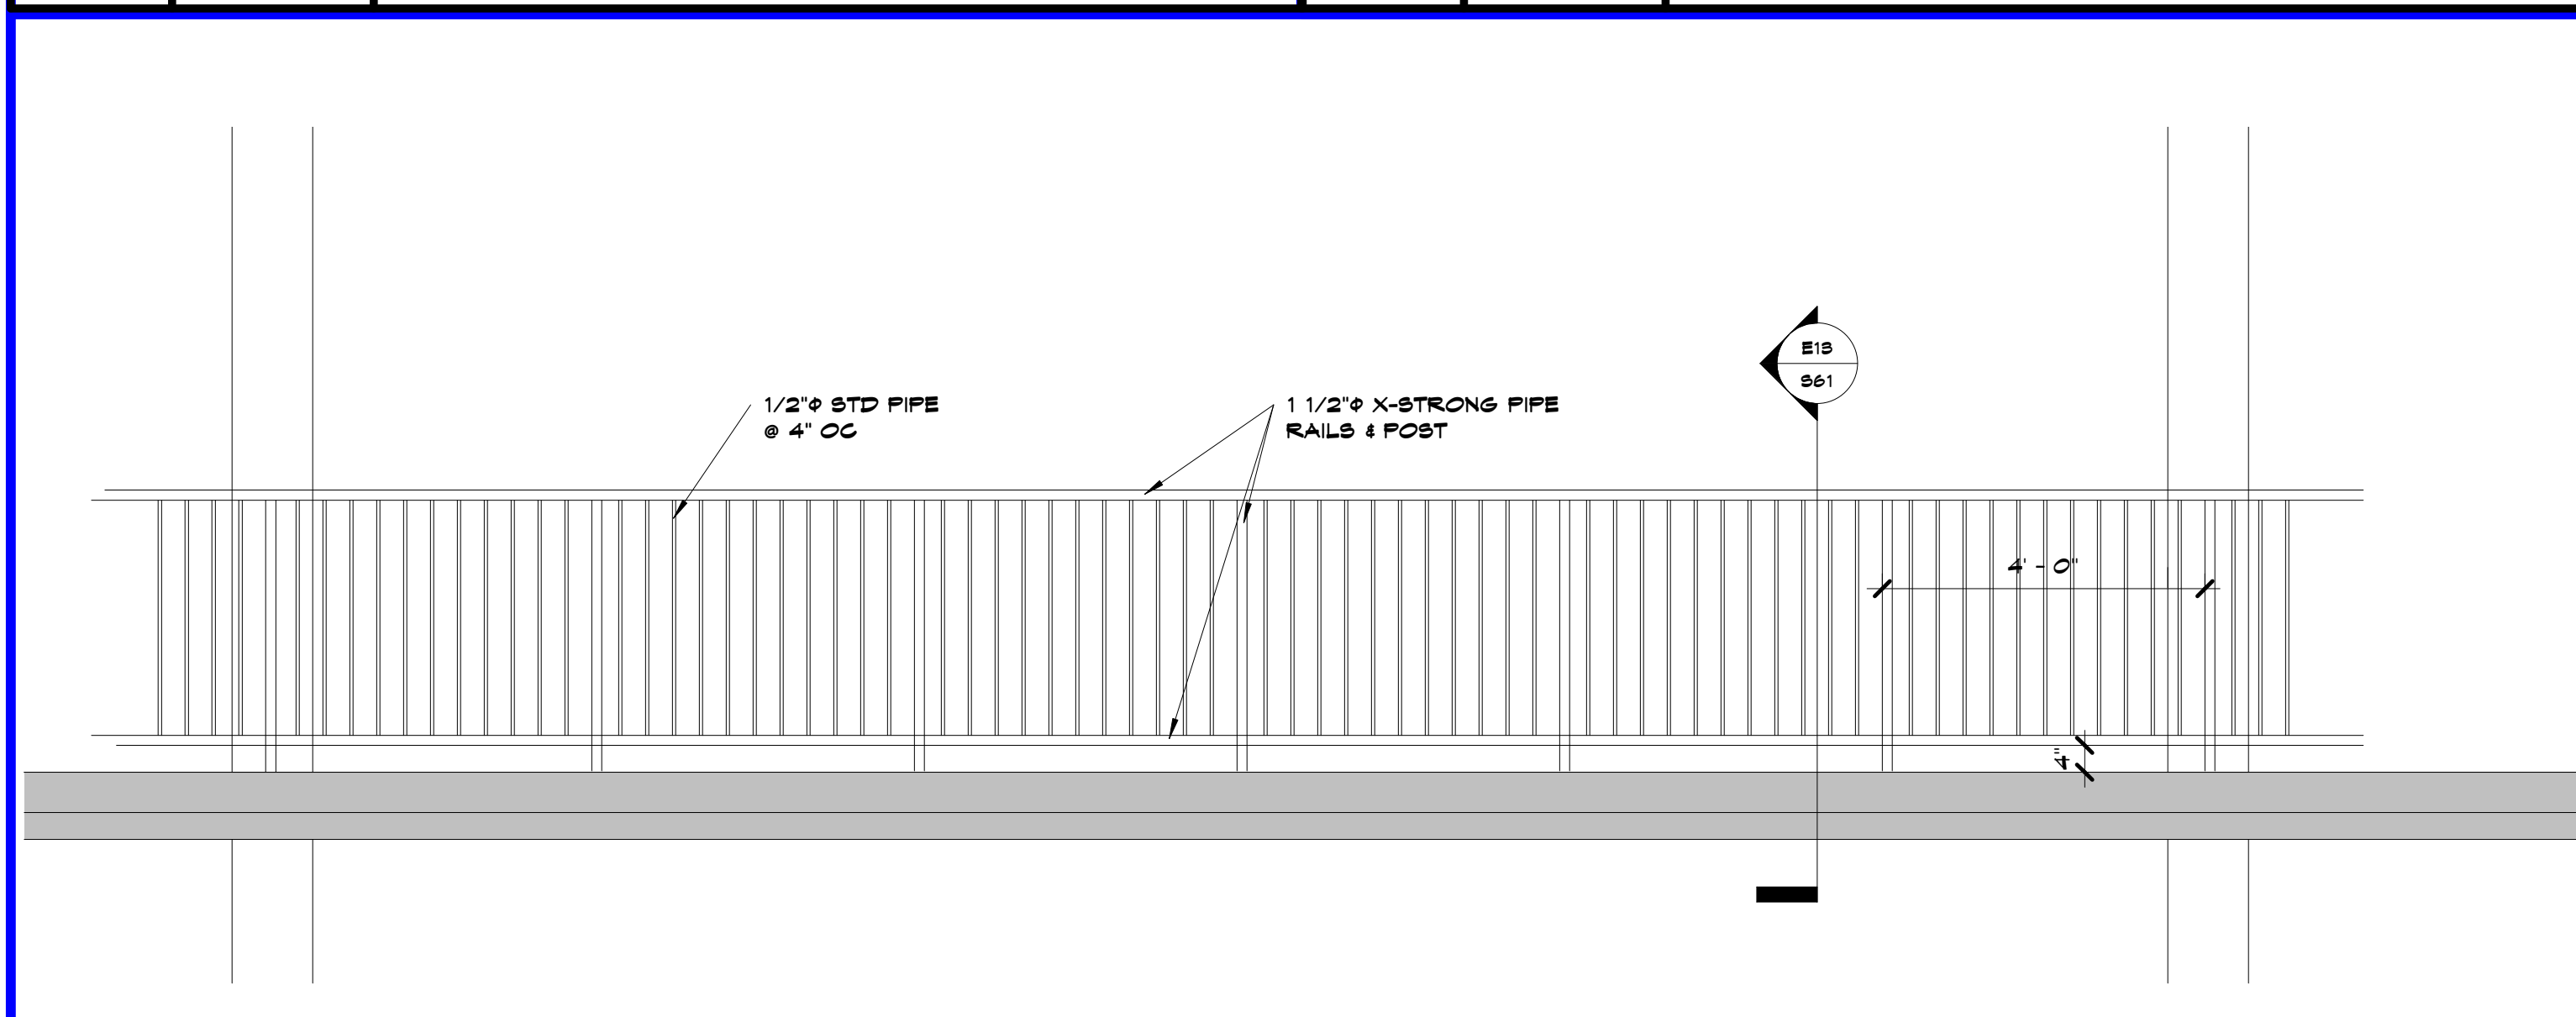 E13
S61
1/2"Φ STD PIPE
@ 4" OC
1 1/2"Φ X-STRONG PIPE
RAILS & POST
4' - 0"
4"